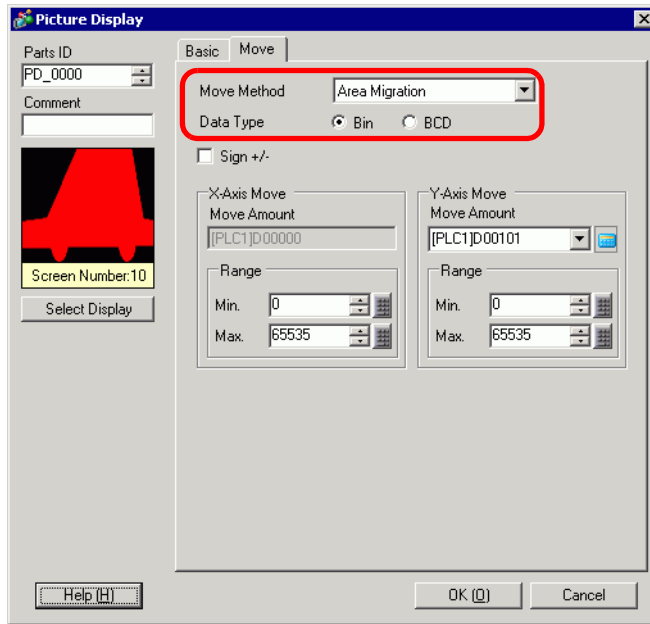 Picture Display
Parts ID
PD_0000
Comment
Screen Number:10
Select Display
Basic Move
Move Method Area Migration
Data Type Bin BCD
Sign +/-
X-Axis Move
Move Amount
[PLC1]D00000
Range
Min. 0
Max. 65535
Y-Axis Move
Move Amount
[PLC1]D00101
Range
Min. 0
Max. 65535
Help (H) OK (O) Cancel